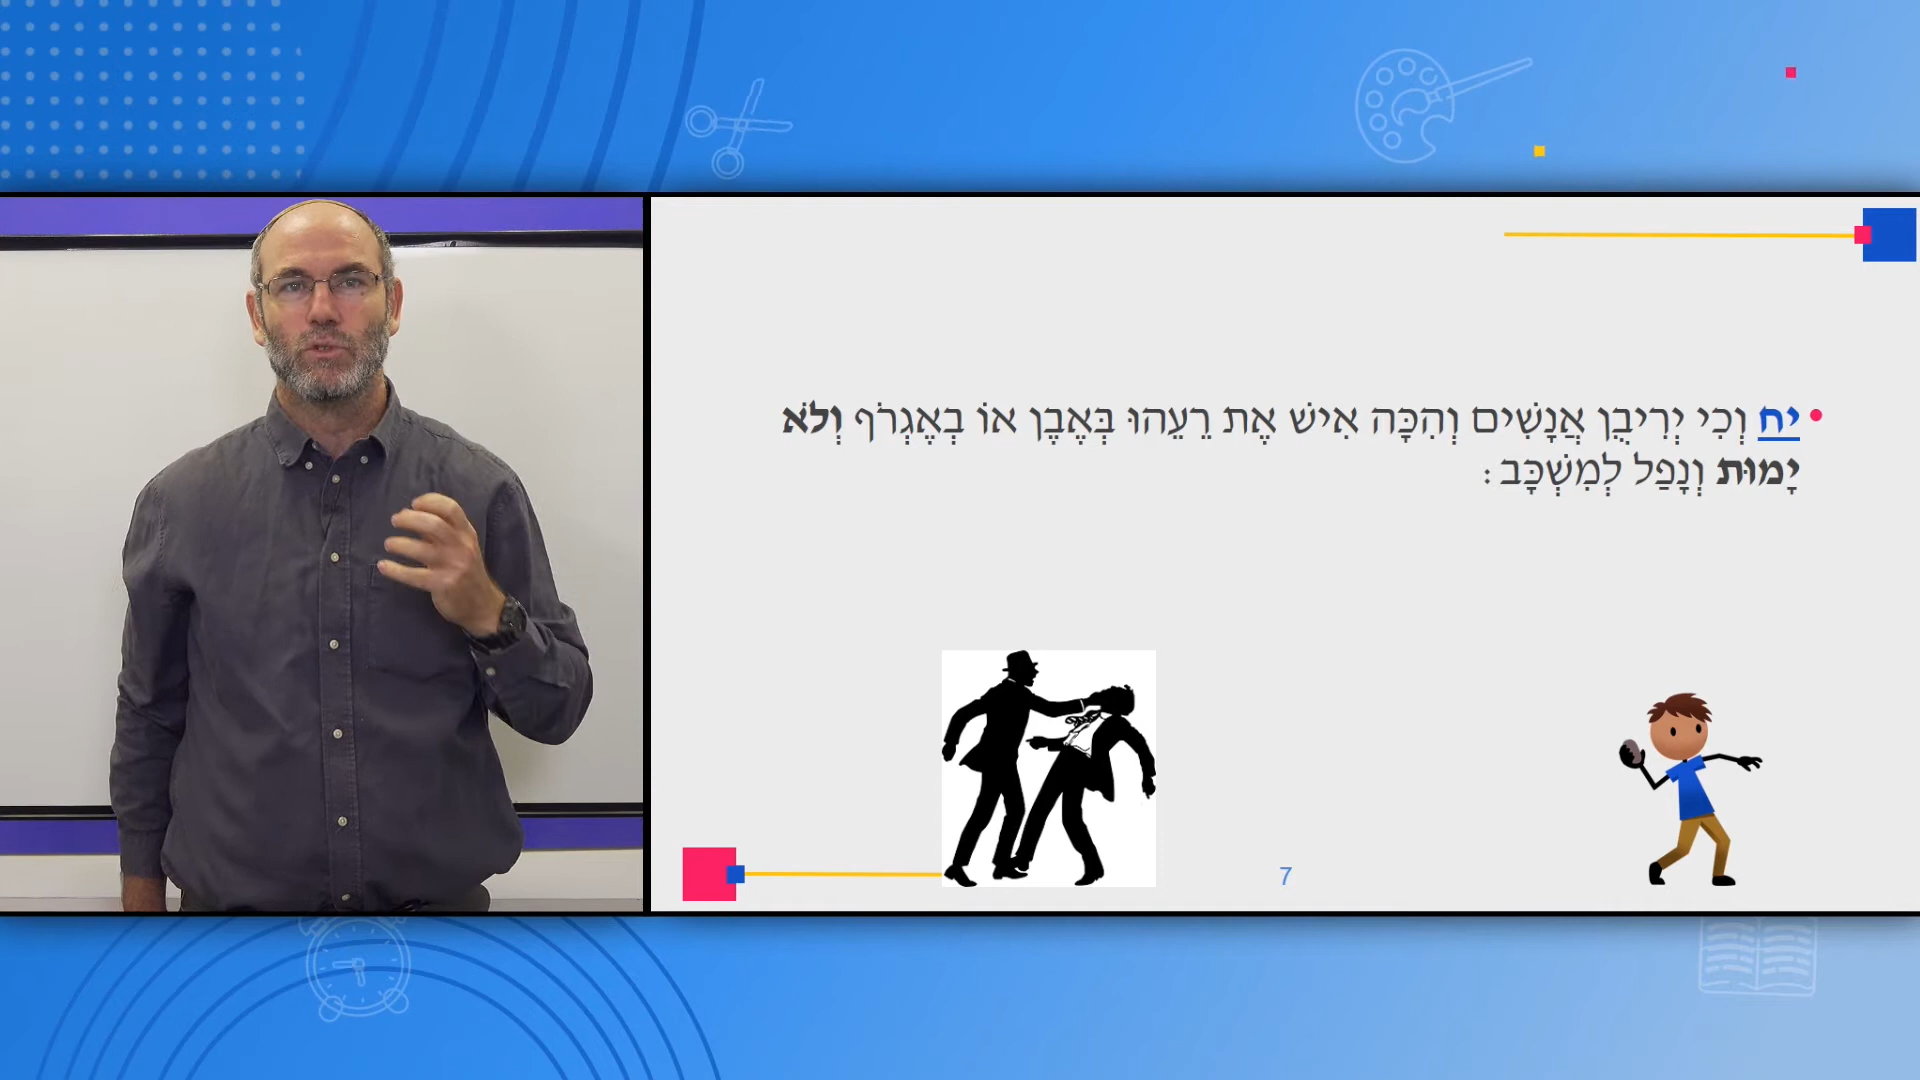 יח וְכִי יְרִיבֻן אֲנָשִׁים וְהִכָּה אִישׁ אֶת רֵעֵהוּ בְּאֶבֶן אוֹ בְאֶגְרֹף וְלֹא
יָמוּת וְנָפַל לְמִשְׁכָּב:
7